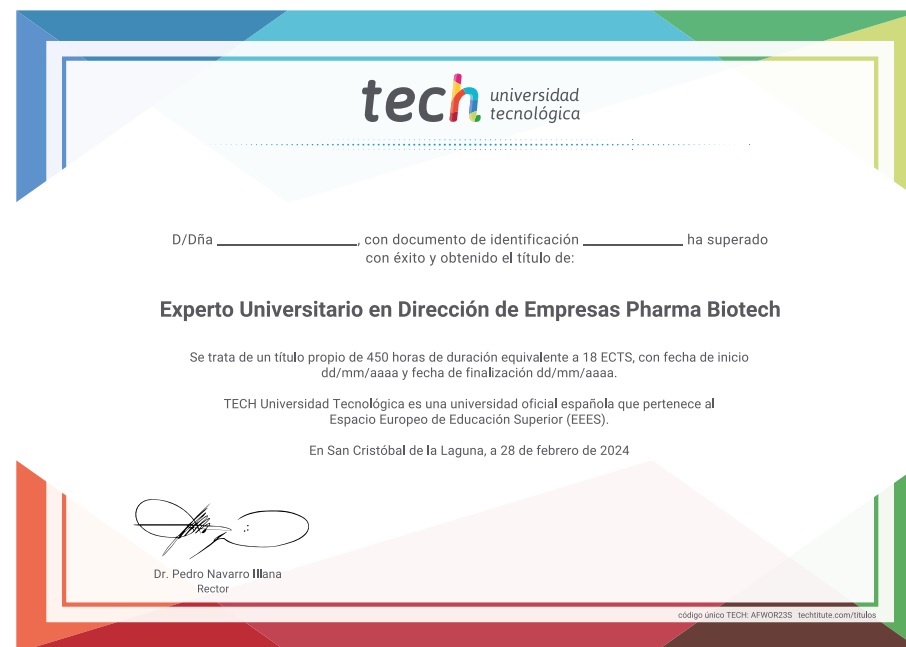 tech universidad
tecnológica
D/Dña ____________________, con documento de identificación ______________ ha superado
con éxito y obtenido el título de:
Experto Universitario en Dirección de Empresas Pharma Biotech
Se trata de un título propio de 450 horas de duración equivalente a 18 ECTS, con fecha de inicio
dd/mm/aaaa y fecha de finalización dd/mm/aaaa.
TECH Universidad Tecnológica es una universidad oficial española que pertenece al
Espacio Europeo de Educación Superior (EEES).
En San Cristóbal de la Laguna, a 28 de febrero de 2024
Dr. Pedro Navarro Illana
Rector
código único TECH: AFWOR23S techtitute.com/titulos